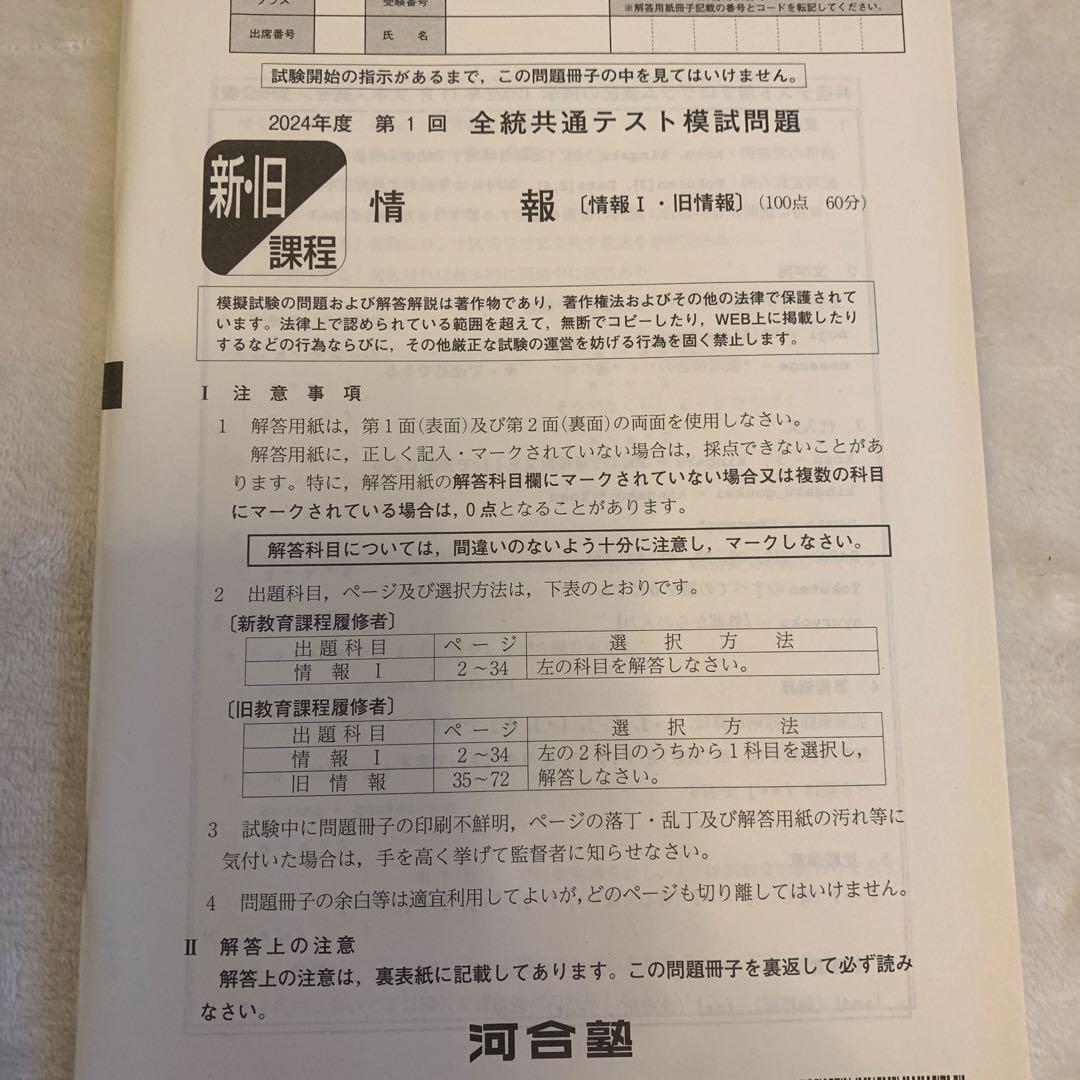 クラス 受験番号
※解答用紙冊子記載の番号とコードを転記してください。
出席番号 氏名
試験開始の指示があるまで，この問題冊子の中を見てはいけません。
2024年度 第1回 全統共通テスト模試問題
新・旧
課程
情報〔情報Ⅰ・旧情報〕(100点 60分)
模擬試験の問題および解答解説は著作物であり，著作権法およびその他の法律で保護されて
います。法律上で認められている範囲を超えて，無断でコピーしたり，WEB上に掲載したり
するなどの行為ならびに，その他厳正な試験の運営を妨げる行為を固く禁止します。
Ⅰ 注意事項
1 解答用紙は，第1面(表面)及び第2面(裏面)の両面を使用しなさい。
解答用紙に，正しく記入・マークされていない場合は，採点できないことがあ
ります。特に，解答用紙の解答科目欄にマークされていない場合又は複数の科目
にマークされている場合は，0点となることがあります。
解答科目については，間違いのないよう十分に注意し，マークしなさい。
2 出題科目，ページ及び選択方法は，下表のとおりです。
〔新教育課程履修者〕
出題科目 ページ 選択方法
情報Ⅰ 2～34 左の科目を解答しなさい。
〔旧教育課程履修者〕
出題科目 ページ 選択方法
情報Ⅰ 2～34 左の2科目のうちから1科目を選択し，
旧情報 35～72 解答しなさい。
3 試験中に問題冊子の印刷不鮮明，ページの落丁・乱丁及び解答用紙の汚れ等に
気付いた場合は，手を高く挙げて監督者に知らせなさい。
4 問題冊子の余白等は適宜利用してよいが，どのページも切り離してはいけません。
Ⅱ 解答上の注意
解答上の注意は，裏表紙に記載してあります。この問題冊子を裏返して必ず読み
なさい。
河合塾